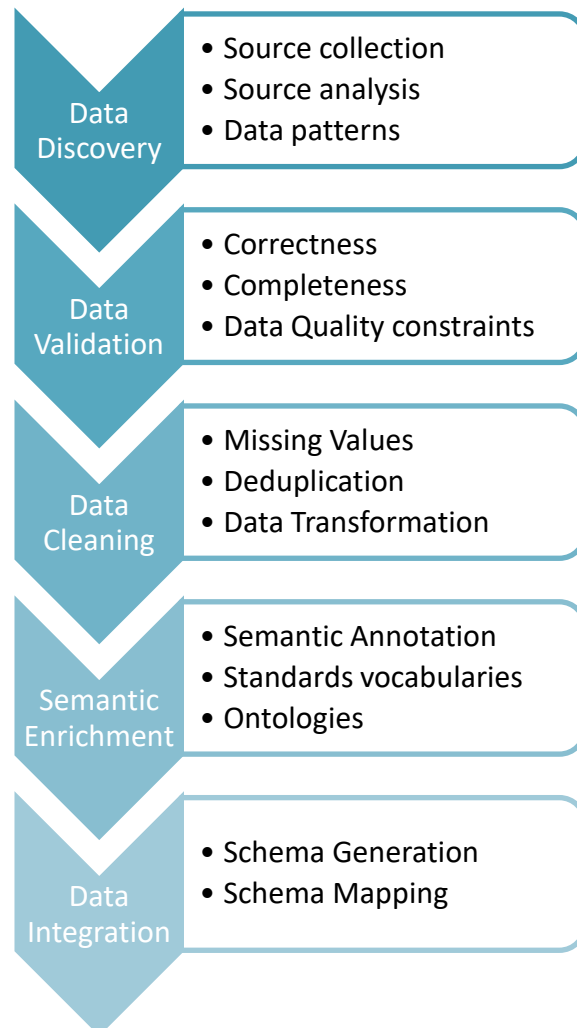 Data
Discovery
• Source collection
• Source analysis
• Data patterns
Data
Validation
• Correctness
• Completeness
• Data Quality constraints
Data
Cleaning
• Missing Values
• Deduplication
• Data Transformation
Semantic
Enrichment
• Semantic Annotation
• Standards vocabularies
• Ontologies
Data
Integration
• Schema Generation
• Schema Mapping